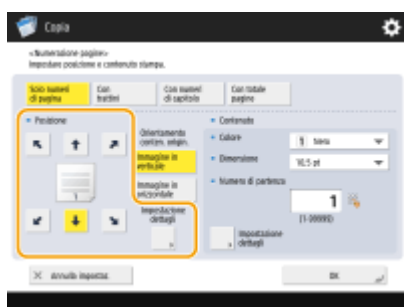 Copia
<Numerazione pagine>
Impostare posizione e contenuto stampa.
Solo numeri
di pagina
Con
trattini
Con numeri
di capitolo
Con totale
pagine
Posizione
Orientamento
conten. origin.
Immagine in
verticale
Immagine in
orizzontale
Impostazione
dettagli
1
Contenuto
Colore
1 Nero
Dimensione
10.5 pt
Numero di partenza
1
(1-99999)
Impostazione
dettagli
Annulla impostaz.
OK